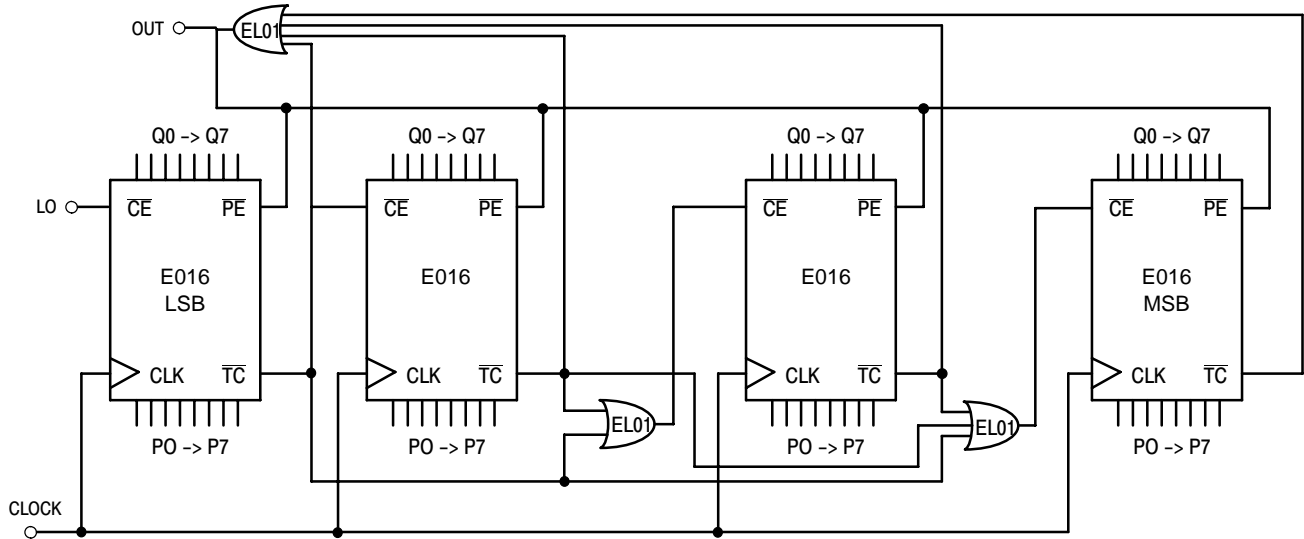 OUT
EL01
Q0 –> Q7
Q0 –> Q7
Q0 –> Q7
Q0 –> Q7
LO
CE PE
CE PE
CE PE
CE PE
E016
LSB
E016
E016
E016
MSB
CLK TC
CLK TC
CLK TC
CLK TC
EL01
EL01
PO –> P7
PO –> P7
PO –> P7
PO –> P7
CLOCK